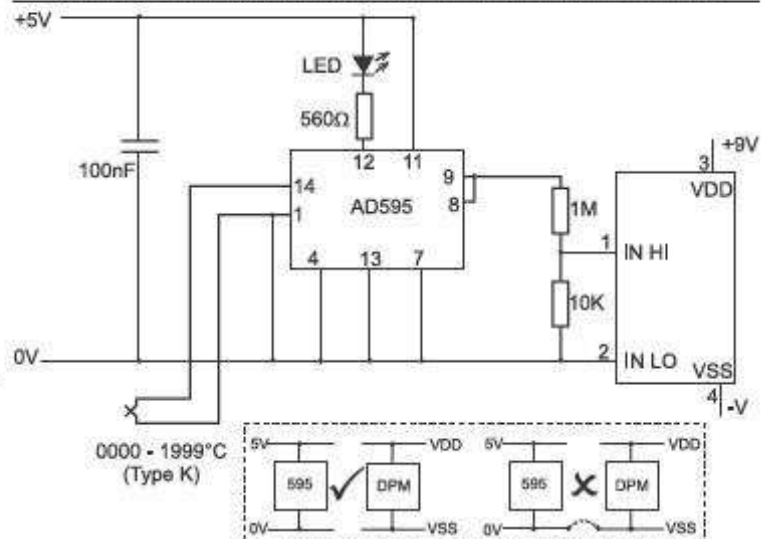 +5V
LED
560Ω
100nF
12 11
14
1
AD595
9
8
4 13 7
1M
10K
+9V
3
VDD
1 IN HI
2 IN LO
VSS
4
-V
0V
0000 - 1999°C
(Type K)
5V VDD
595 DPM
0V VSS
5V VDD
595 DPM
0V VSS